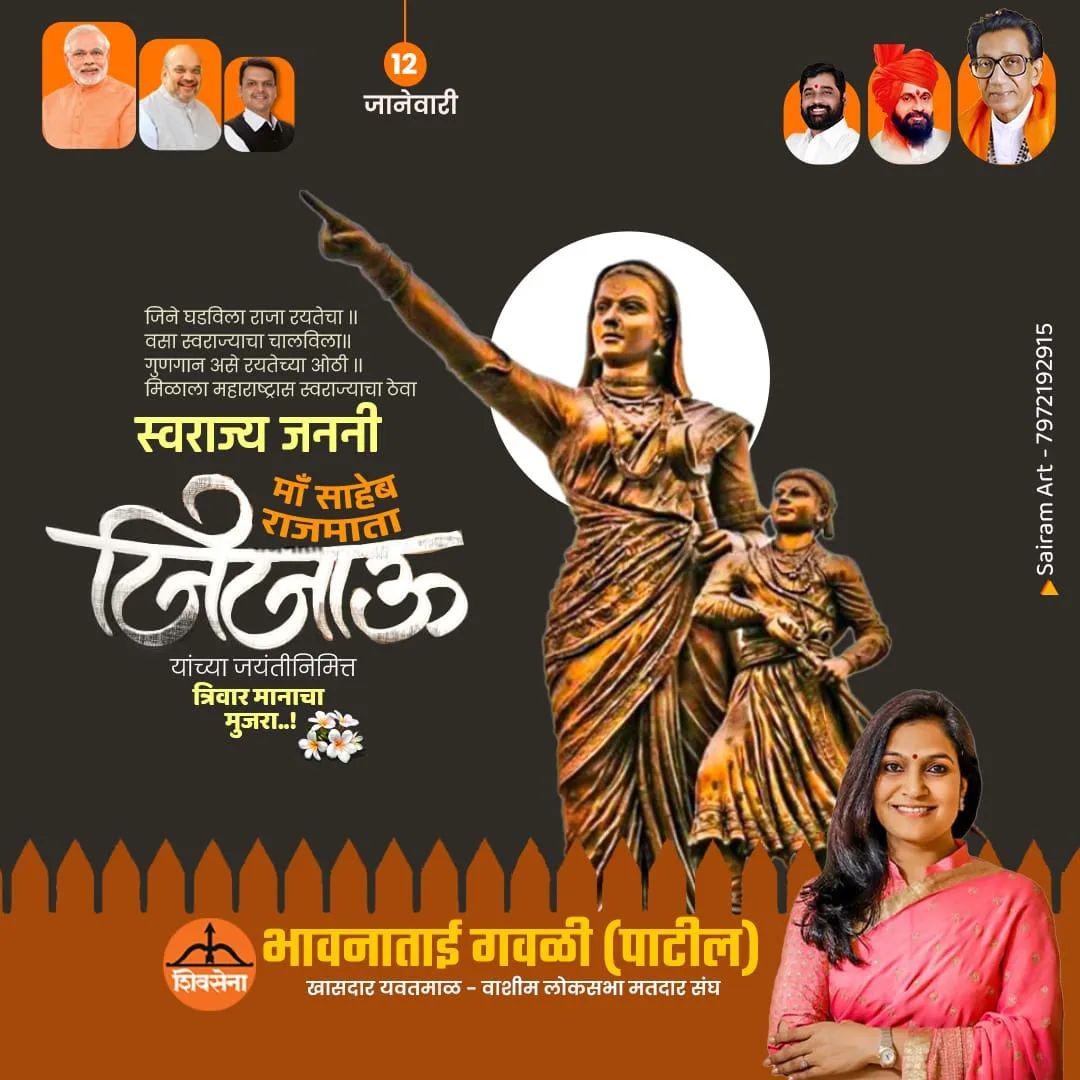 12
जानेवारी
जिने घडविला राजा रयतेचा ॥
वसा स्वराज्याचा चालविला॥
गुणगान असे रयतेच्या ओठी ॥
मिळाला महाराष्ट्रास स्वराज्याचा ठेवा
स्वराज्य जननी
माँ साहेब
राजमाता
जिजाऊ
यांच्या जयंतीनिमित्त
त्रिवार मानाचा
मुजरा..!
Sairam Art - 7972192915
शिवसेना
भावनाताई गवळी (पाटील)
खासदार यवतमाळ - वाशीम लोकसभा मतदार संघ